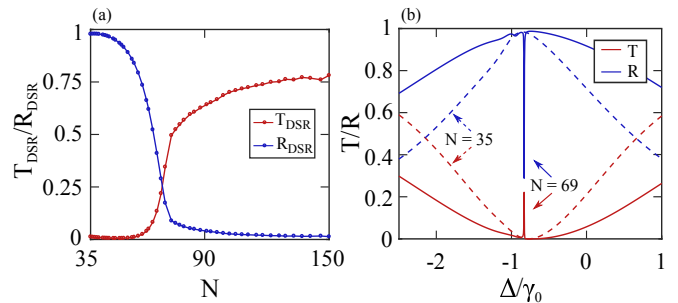 (a)
1
0.75
0.5
0.25
0
35
90
150
N
T_DSR/R_DSR
T_DSR
R_DSR
(b)
1
0.8
0.6
0.4
0.2
0
-2
-1
0
1
Δ/γ₀
T/R
T
R
N = 35
N = 69